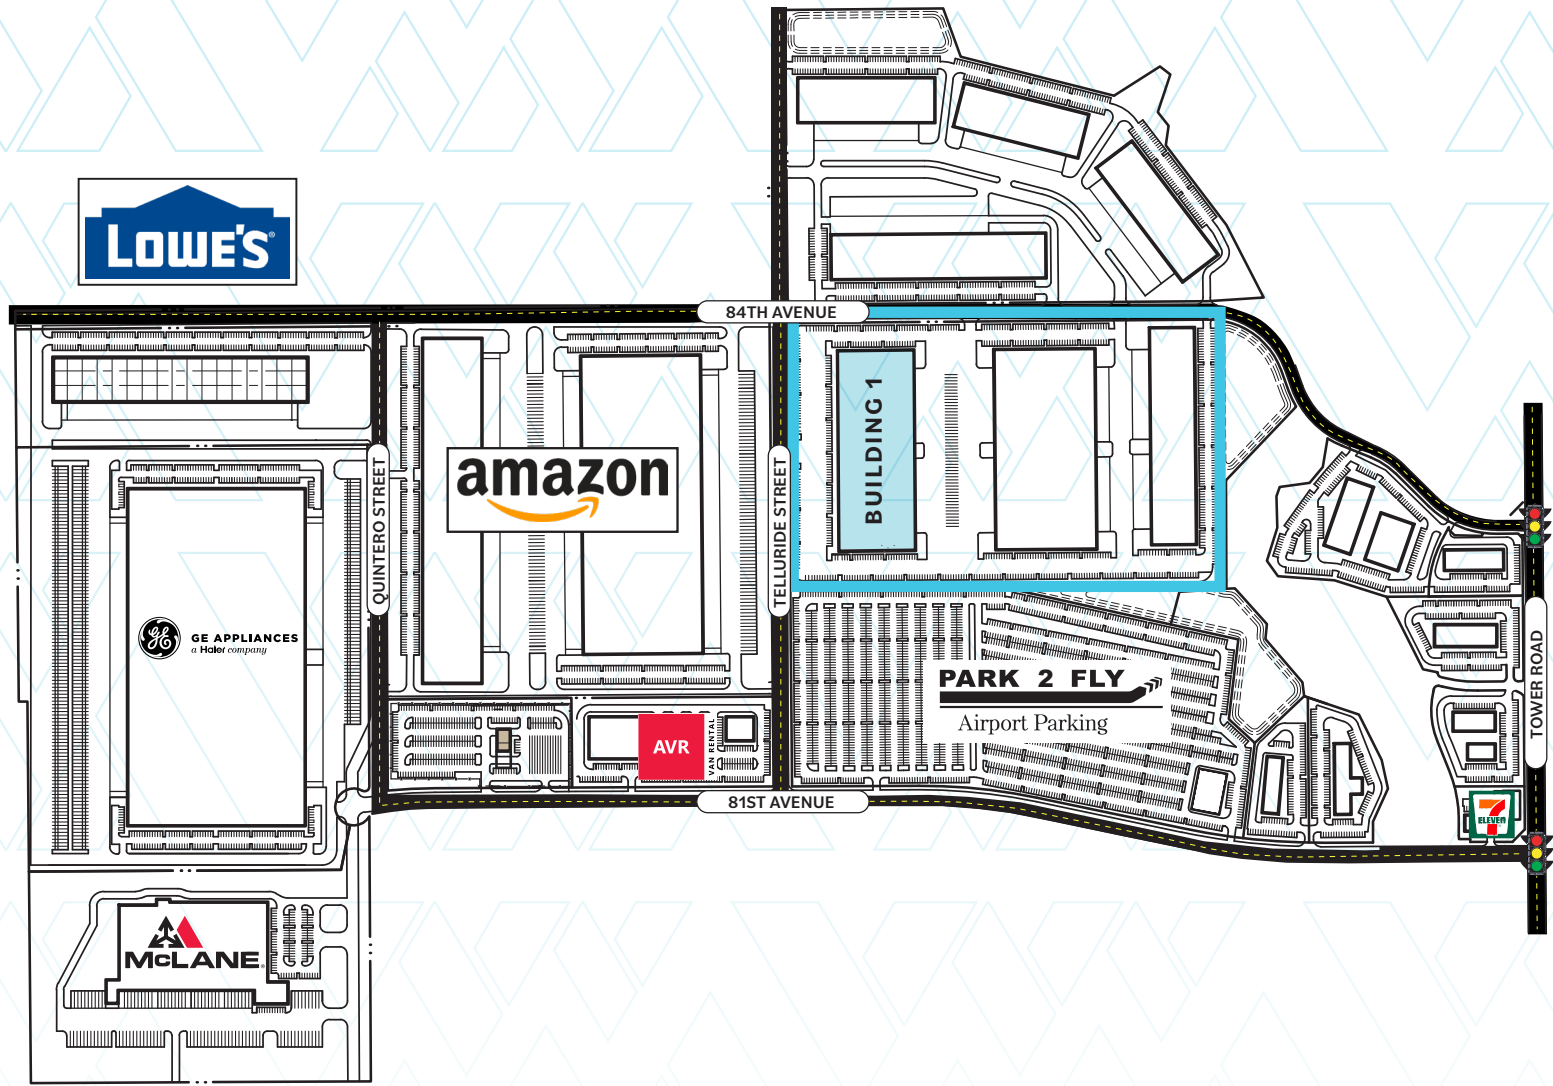 LOWE'S®
84TH AVENUE
BUILDING 1
QUINTERO STREET
amazon
TELLURIDE STREET
GE
GE APPLIANCES
a Haier company
PARK 2 FLY
Airport Parking
TOWER ROAD
AVR
VAN RENTAL
81ST AVENUE
7
ELEVEN
McLANE